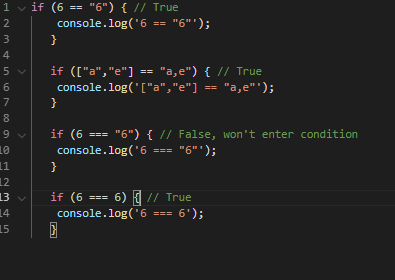 1 if (6 == "6") { // True
2 console.log('6 == "6"');
3 }
4
5 if (["a","e"] == "a,e") { // True
6 console.log('["a","e"] == "a,e"');
7 }
8
9 if (6 === "6") { // False, won't enter condition
10 console.log('6 === "6"');
11 }
12
13 if (6 === 6) { // True
14 console.log('6 === 6');
15 }